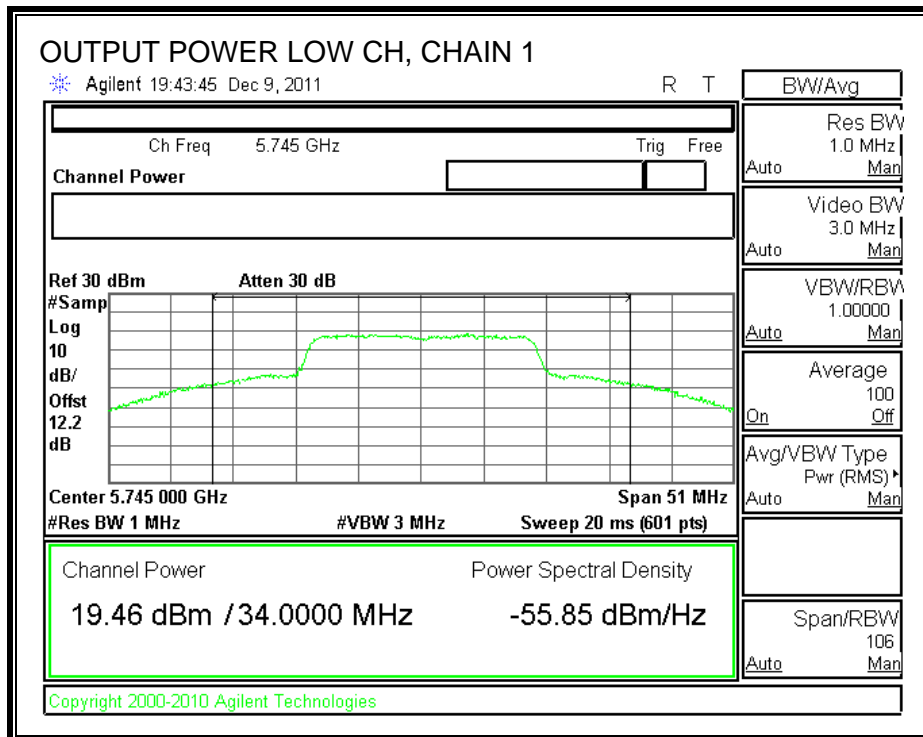 OUTPUT POWER LOW CH, CHAIN 1
Agilent 19:43:45 Dec 9, 2011 R T
Ch Freq 5.745 GHz Trig Free
Channel Power
Ref 30 dBm Atten 30 dB
#Samp
Log
10
dB/
Offst
12.2
dB
Center 5.745 000 GHz Span 51 MHz
#Res BW 1 MHz #VBW 3 MHz Sweep 20 ms (601 pts)
Channel Power Power Spectral Density
19.46 dBm / 34.0000 MHz -55.85 dBm/Hz
Copyright 2000-2010 Agilent Technologies
BW/Avg
Res BW
1.0 MHz
Auto Man
Video BW
3.0 MHz
Auto Man
VBW/RBW
1.00000
Auto Man
Average
100
On Off
Avg/VBW Type
Pwr (RMS)
Auto Man
Span/RBW
106
Auto Man